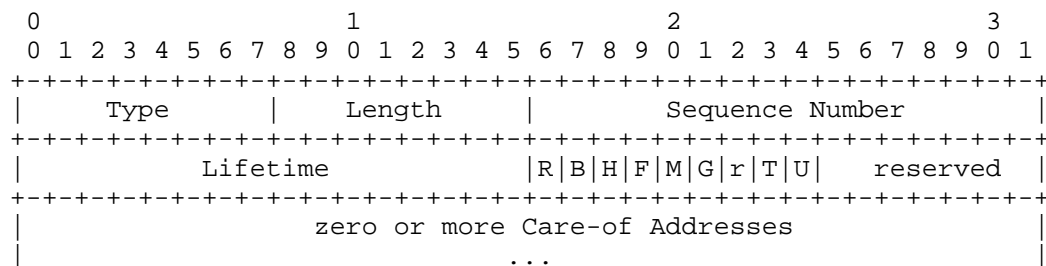 0                   1                   2                   3
 0 1 2 3 4 5 6 7 8 9 0 1 2 3 4 5 6 7 8 9 0 1 2 3 4 5 6 7 8 9 0 1
+-+-+-+-+-+-+-+-+-+-+-+-+-+-+-+-+-+-+-+-+-+-+-+-+-+-+-+-+-+-+-+-+
|     Type      |    Length     |        Sequence Number        |
+-+-+-+-+-+-+-+-+-+-+-+-+-+-+-+-+-+-+-+-+-+-+-+-+-+-+-+-+-+-+-+-+
|           Lifetime            |R|B|H|F|M|G|r|T|U|   reserved  |
+-+-+-+-+-+-+-+-+-+-+-+-+-+-+-+-+-+-+-+-+-+-+-+-+-+-+-+-+-+-+-+-+
|                  zero or more Care-of Addresses               |
|                              ...                              |